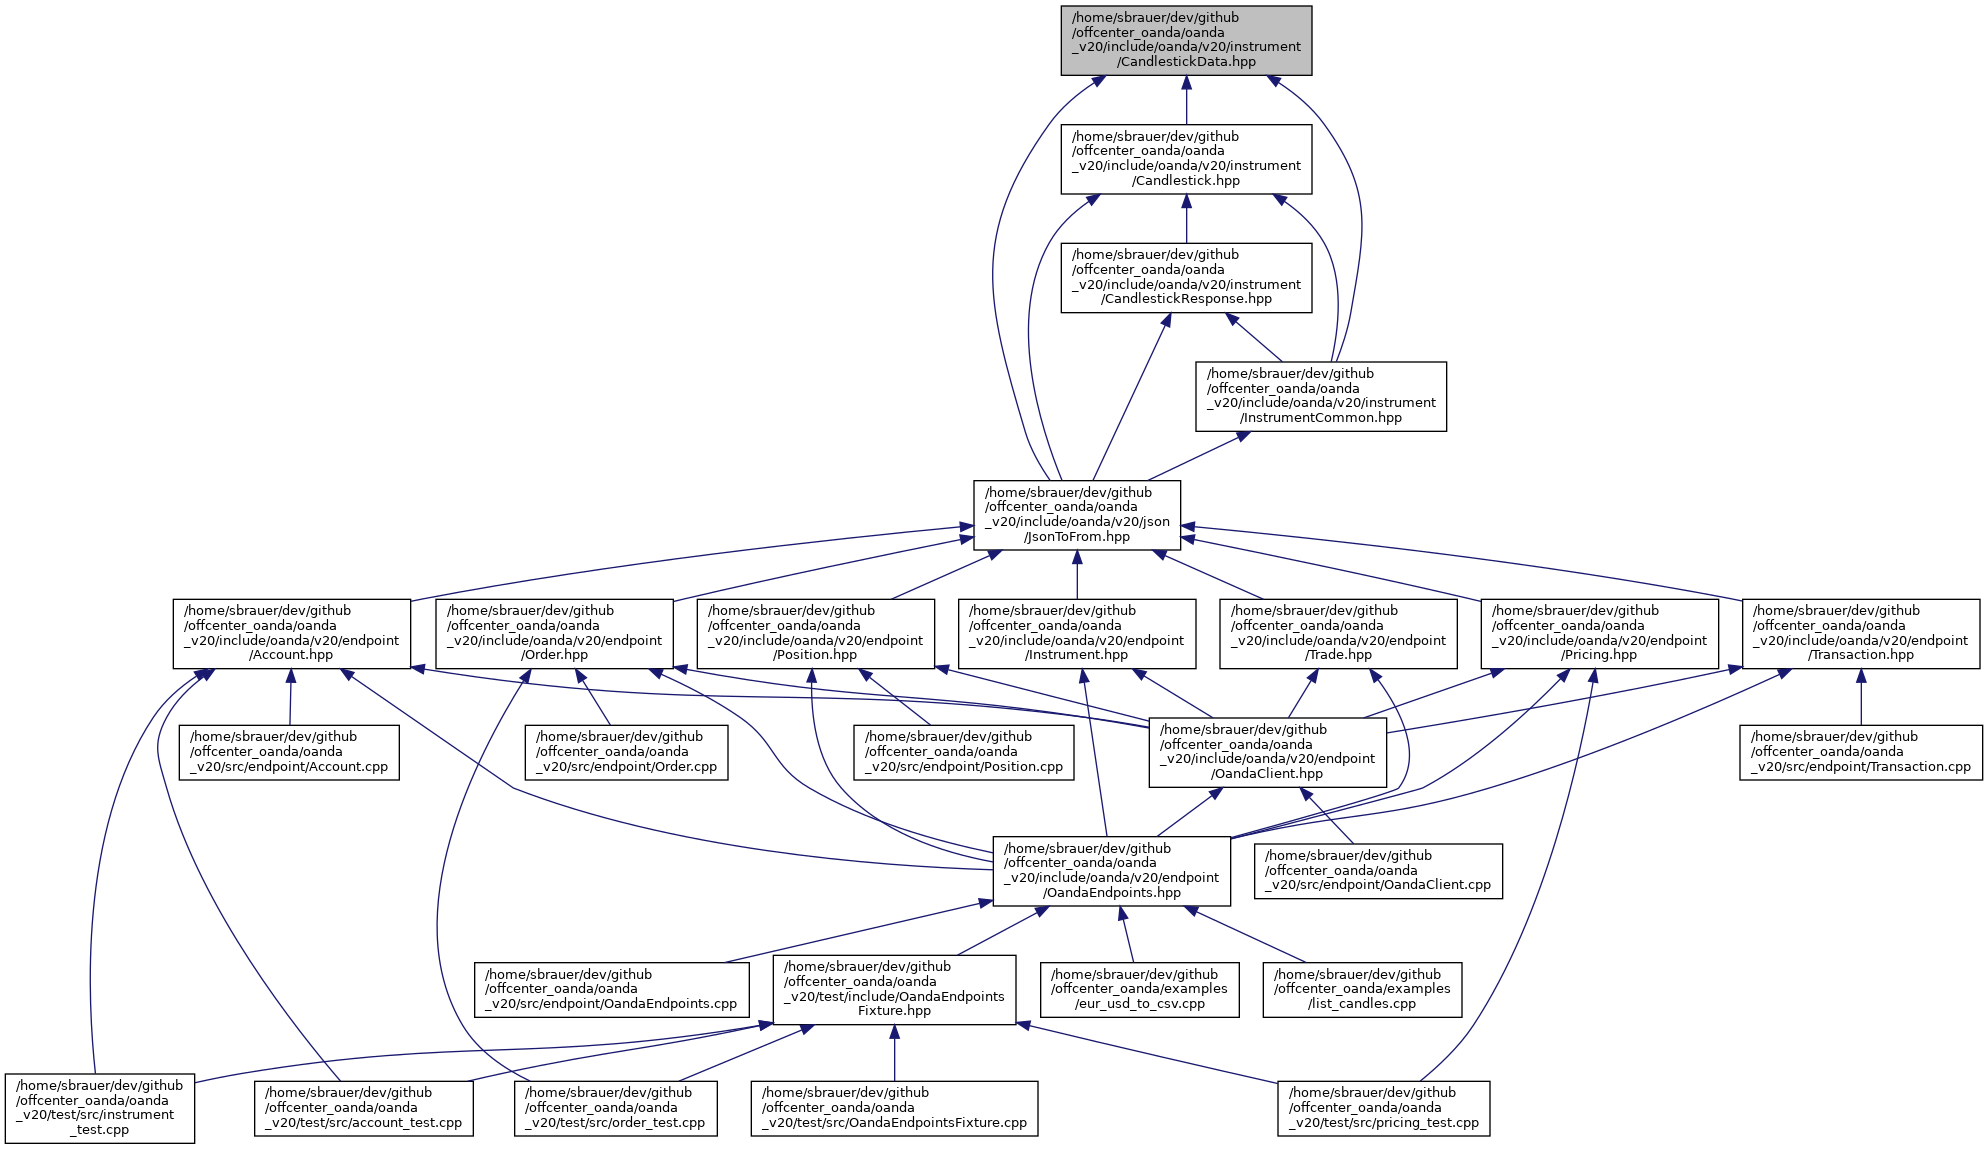 /home/sbrauer/dev/github
/offcenter_oanda/oanda
_v20/include/oanda/v20/instrument
/CandlestickData.hpp
/home/sbrauer/dev/github
/offcenter_oanda/oanda
_v20/include/oanda/v20/instrument
/Candlestick.hpp
/home/sbrauer/dev/github
/offcenter_oanda/oanda
_v20/include/oanda/v20/instrument
/CandlestickResponse.hpp
/home/sbrauer/dev/github
/offcenter_oanda/oanda
_v20/include/oanda/v20/instrument
/InstrumentCommon.hpp
/home/sbrauer/dev/github
/offcenter_oanda/oanda
_v20/include/oanda/v20/json
/JsonToFrom.hpp
/home/sbrauer/dev/github
/offcenter_oanda/oanda
_v20/include/oanda/v20/endpoint
/Account.hpp
/home/sbrauer/dev/github
/offcenter_oanda/oanda
_v20/include/oanda/v20/endpoint
/Order.hpp
/home/sbrauer/dev/github
/offcenter_oanda/oanda
_v20/include/oanda/v20/endpoint
/Position.hpp
/home/sbrauer/dev/github
/offcenter_oanda/oanda
_v20/include/oanda/v20/endpoint
/Instrument.hpp
/home/sbrauer/dev/github
/offcenter_oanda/oanda
_v20/include/oanda/v20/endpoint
/Trade.hpp
/home/sbrauer/dev/github
/offcenter_oanda/oanda
_v20/include/oanda/v20/endpoint
/Pricing.hpp
/home/sbrauer/dev/github
/offcenter_oanda/oanda
_v20/include/oanda/v20/endpoint
/Transaction.hpp
/home/sbrauer/dev/github
/offcenter_oanda/oanda
_v20/src/endpoint/Account.cpp
/home/sbrauer/dev/github
/offcenter_oanda/oanda
_v20/src/endpoint/Order.cpp
/home/sbrauer/dev/github
/offcenter_oanda/oanda
_v20/src/endpoint/Position.cpp
/home/sbrauer/dev/github
/offcenter_oanda/oanda
_v20/include/oanda/v20/endpoint
/OandaClient.hpp
/home/sbrauer/dev/github
/offcenter_oanda/oanda
_v20/src/endpoint/Transaction.cpp
/home/sbrauer/dev/github
/offcenter_oanda/oanda
_v20/include/oanda/v20/endpoint
/OandaEndpoints.hpp
/home/sbrauer/dev/github
/offcenter_oanda/oanda
_v20/src/endpoint/OandaClient.cpp
/home/sbrauer/dev/github
/offcenter_oanda/oanda
_v20/src/endpoint/OandaEndpoints.cpp
/home/sbrauer/dev/github
/offcenter_oanda/oanda
_v20/test/include/OandaEndpoints
Fixture.hpp
/home/sbrauer/dev/github
/offcenter_oanda/examples
/eur_usd_to_csv.cpp
/home/sbrauer/dev/github
/offcenter_oanda/examples
/list_candles.cpp
/home/sbrauer/dev/github
/offcenter_oanda/oanda
_v20/test/src/instrument
_test.cpp
/home/sbrauer/dev/github
/offcenter_oanda/oanda
_v20/test/src/account_test.cpp
/home/sbrauer/dev/github
/offcenter_oanda/oanda
_v20/test/src/order_test.cpp
/home/sbrauer/dev/github
/offcenter_oanda/oanda
_v20/test/src/OandaEndpointsFixture.cpp
/home/sbrauer/dev/github
/offcenter_oanda/oanda
_v20/test/src/pricing_test.cpp